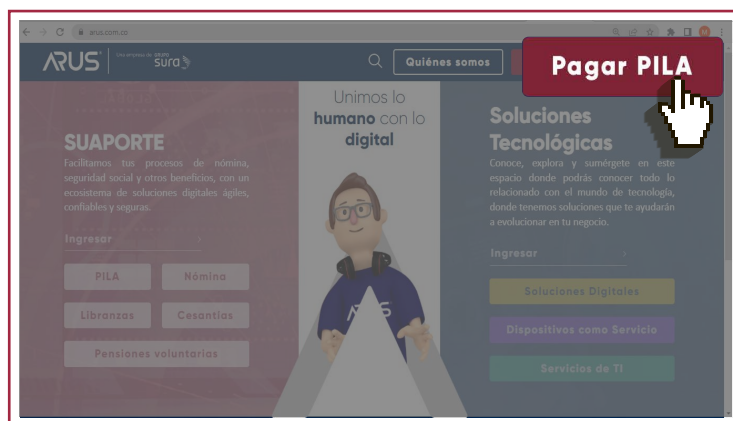 arus.com.co
ARUS
Una empresa de GRUPO
sura
Quiénes somos
Pagar PILA
SUAPORTE
Facilitamos tus procesos de nómina,
seguridad social y otros beneficios, con un
ecosistema de soluciones digitales ágiles,
confiables y seguras.
Ingresar
PILA
Nómina
Libranzas
Cesantías
Pensiones voluntarias
Unimos lo
humano con lo
digital
Soluciones
Tecnológicas
Conoce, explora y sumérgete en este
espacio donde podrás conocer todo lo
relacionado con el mundo de tecnología,
donde tenemos soluciones que te ayudarán
a evolucionar en tu negocio.
Ingresar
Soluciones Digitales
Dispositivos como Servicio
Servicios de TI